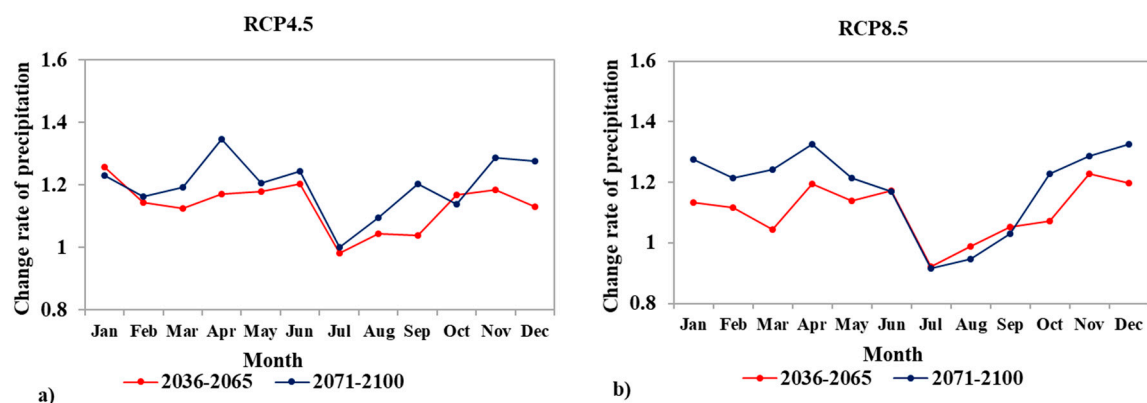 RCP4.5
Change rate of precipitation
1.6
1.4
1.2
1
0.8
Jan Feb Mar Apr May Jun Jul Aug Sep Oct Nov Dec
Month
2036-2065 2071-2100
a)
RCP8.5
Change rate of precipitation
1.6
1.4
1.2
1
0.8
Jan Feb Mar Apr May Jun Jul Aug Sep Oct Nov Dec
Month
2036-2065 2071-2100
b)